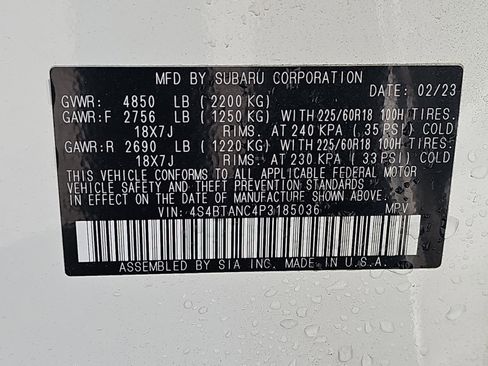 MFD BY SUBARU CORPORATION
DATE: 02/23
GVWR: 4850 LB (2200 KG)
GAWR:F 2756 LB (1250 KG) WITH 225/60R18 100H TIRES.
18X7J RIMS. AT 240 KPA (35 PSI) COLD
GAWR:R 2690 LB (1220 KG) WITH 225/60R18 100H TIRES.
18X7J RIMS. AT 230 KPA (33 PSI) COLD
THIS VEHICLE CONFORMS TO ALL APPLICABLE FEDERAL MOTOR
VEHICLE SAFETY AND THEFT PREVENTION STANDARDS
IN EFFECT ON THE DATE OF MANUFACTURE SHOWN ABOVE.
VIN: 4S4BTANC4P3185036 MPV
ASSEMBLED BY SIA INC. MADE IN U.S.A.